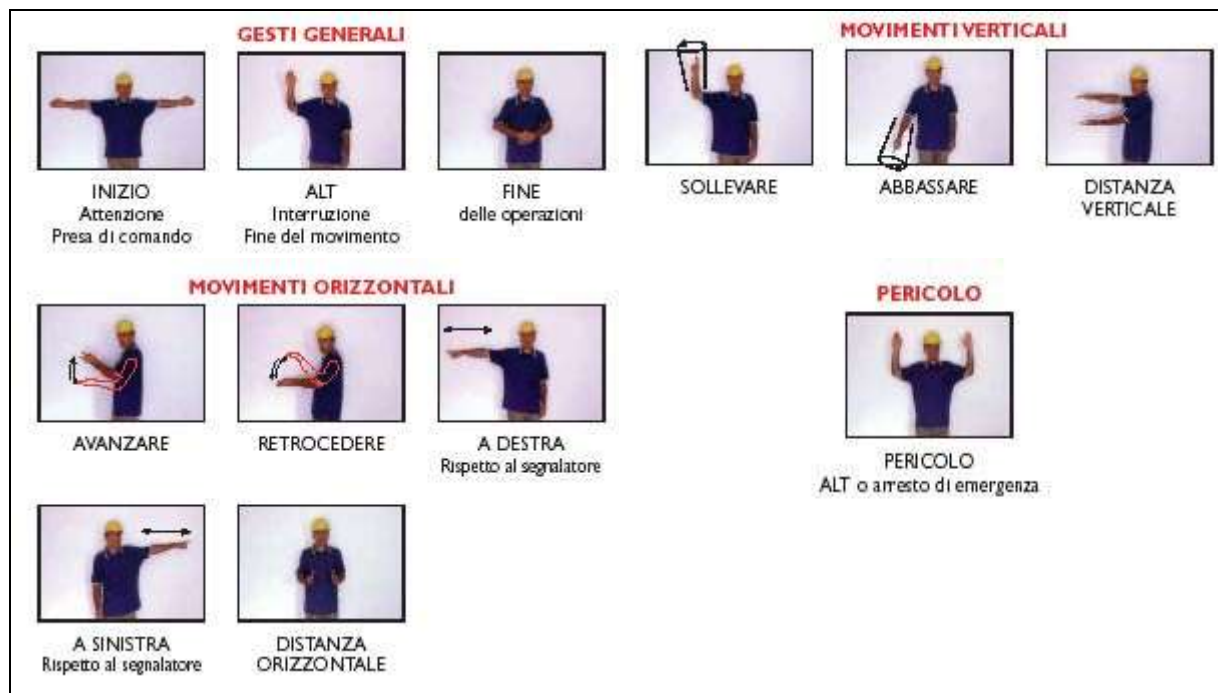 GESTI GENERALI
INIZIO
Attenzione
Presa di comando
ALT
Interruzione
Fine del movimento
FINE
delle operazioni
MOVIMENTI VERTICALI
SOLLEVARE
ABBASSARE
DISTANZA
VERTICALE
MOVIMENTI ORIZZONTALI
AVANZARE
RETROCEDERE
A DESTRA
Rispetto al segnalatore
A SINISTRA
Rispetto al segnalatore
DISTANZA
ORIZZONTALE
PERICOLO
PERICOLO
ALT o arresto di emergenza